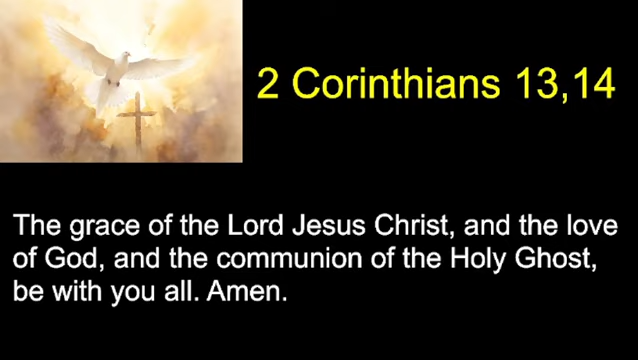 2 Corinthians 13,14
The grace of the Lord Jesus Christ, and the love
of God, and the communion of the Holy Ghost,
be with you all. Amen.